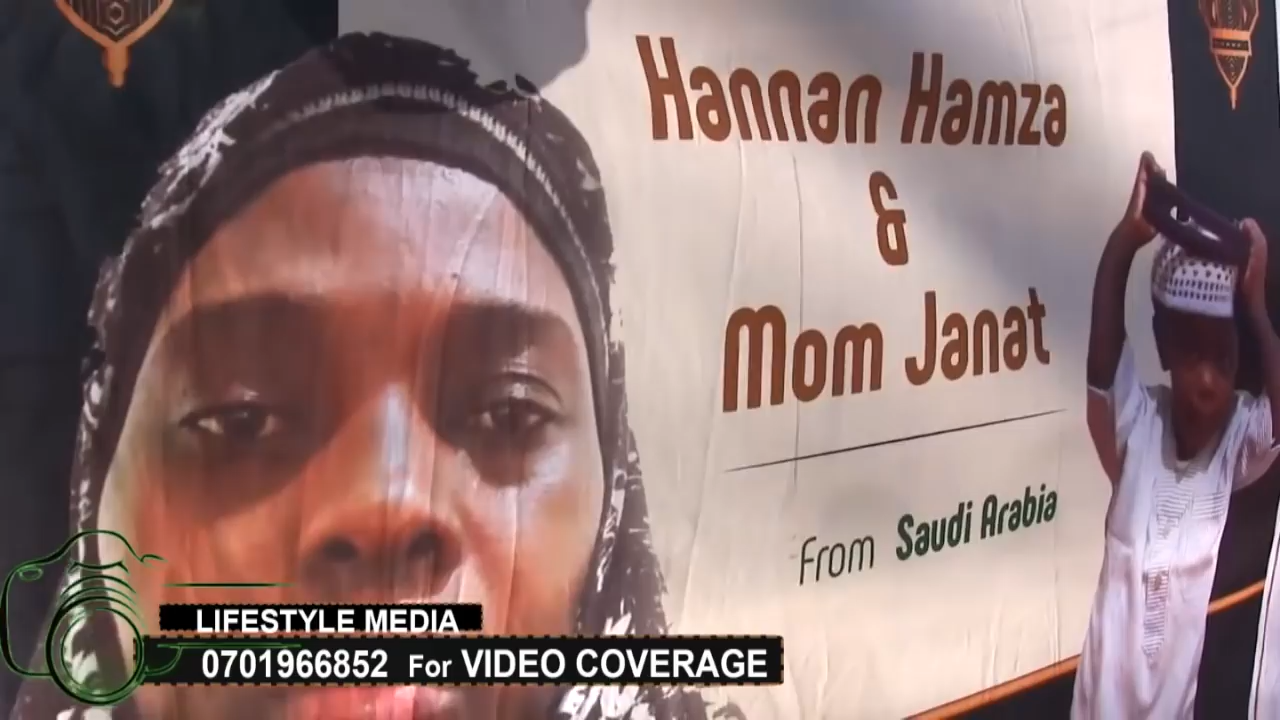 Hannan Hamza
&
Mom Janat
From Saudi Arabia
LIFESTYLE MEDIA
0701966852 For VIDEO COVERAGE